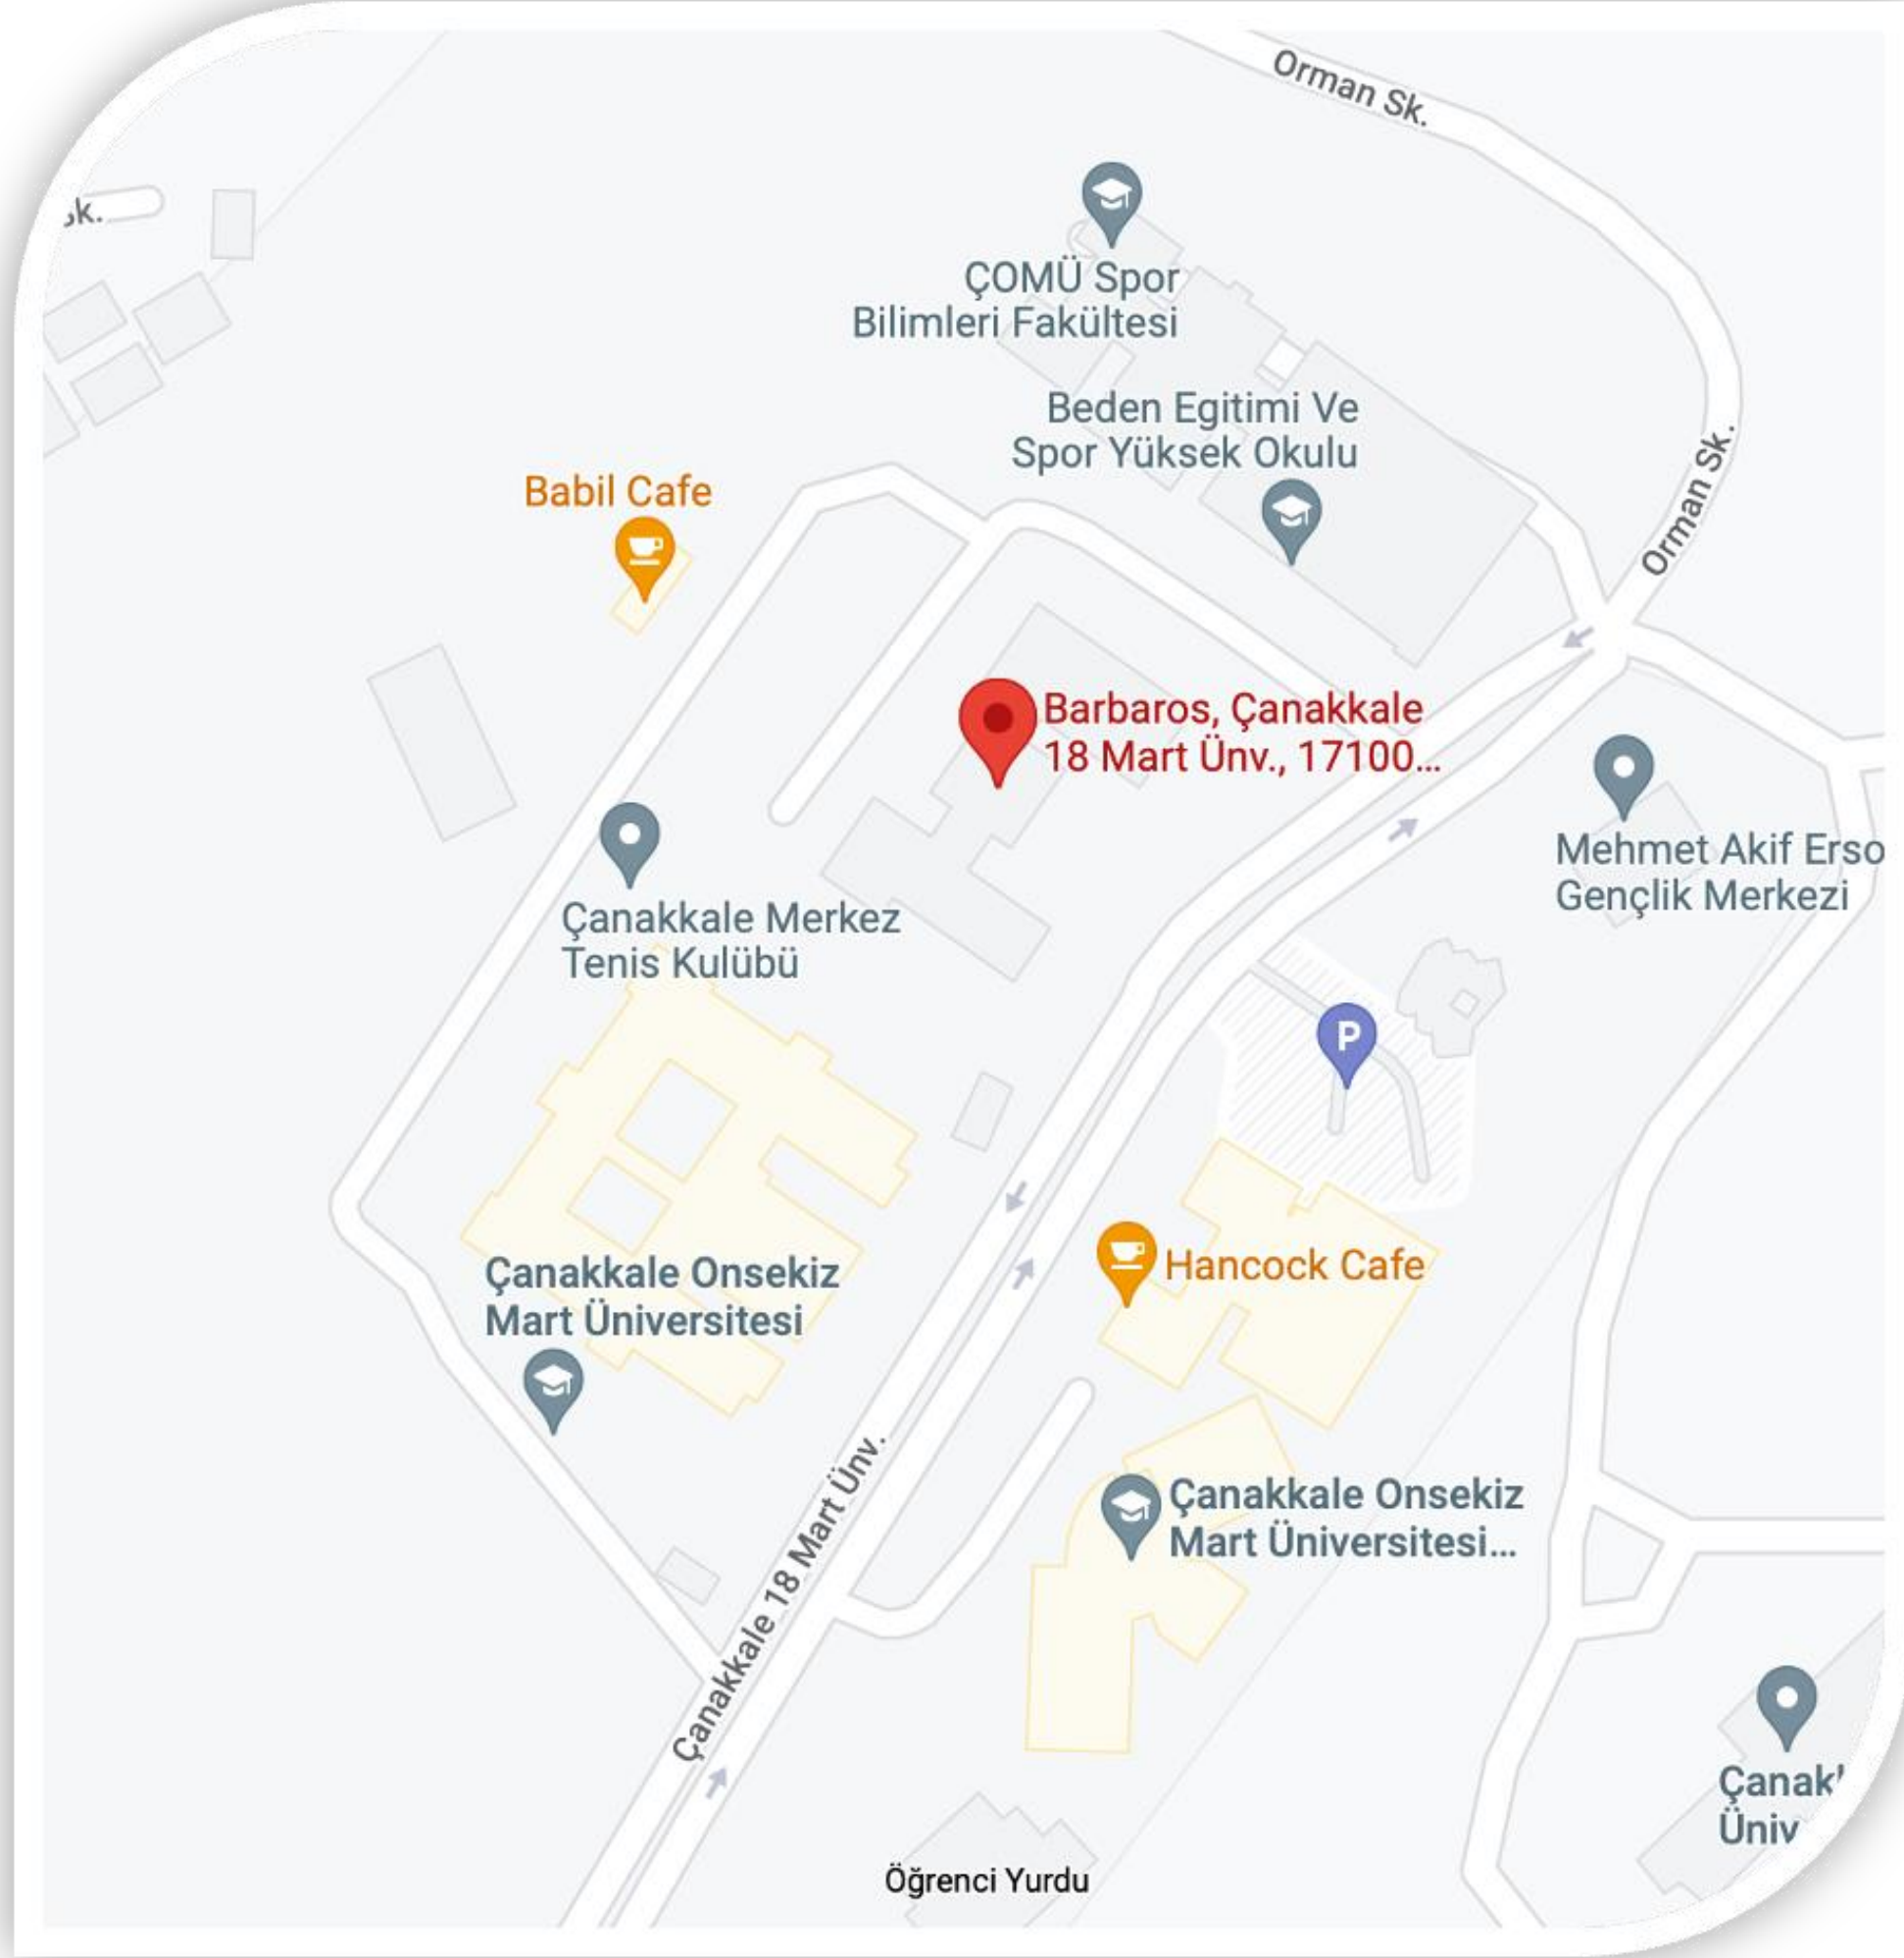 Orman Sk.
ÇOMÜ Spor
Bilimleri Fakültesi
Beden Egitimi Ve
Spor Yüksek Okulu
Orman Sk.
Babil Cafe
Barbaros, Çanakkale
18 Mart Ünv., 17100...
Mehmet Akif Erso
Gençlik Merkezi
Çanakkale Merkez
Tenis Kulübü
P
Hancock Cafe
Çanakkale Onsekiz
Mart Üniversitesi
Çanakkale 18 Mart Ünv.
Çanakkale Onsekiz
Mart Üniversitesi...
Üniv
Öğrenci Yurdu